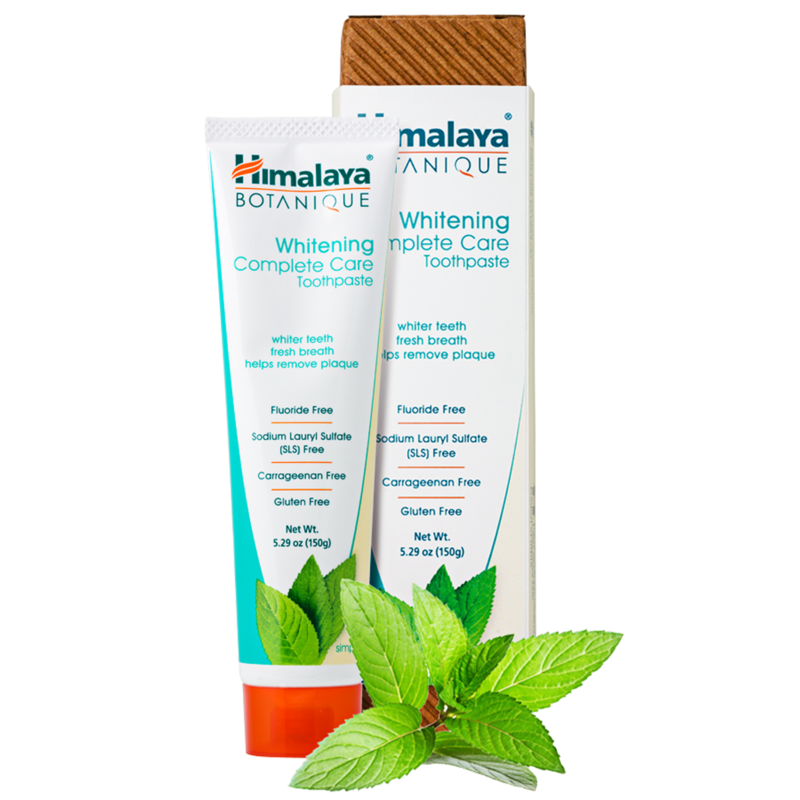 Himalaya®
BOTANIQUE
Whitening
Complete Care
Toothpaste
whiter teeth
fresh breath
helps remove plaque
Fluoride Free
Sodium Lauryl Sulfate
(SLS) Free
Carrageenan Free
Gluten Free
Net Wt.
5.29 oz (150g)
Himalaya®
TANIQUE
Whitening
mplete Care
Toothpaste
whiter teeth
fresh breath
lps remove plaque
Fluoride Free
Sodium Lauryl Sulfate
(SLS) Free
Carrageenan Free
Gluten Free
Net Wt.
5.29 oz (150g)